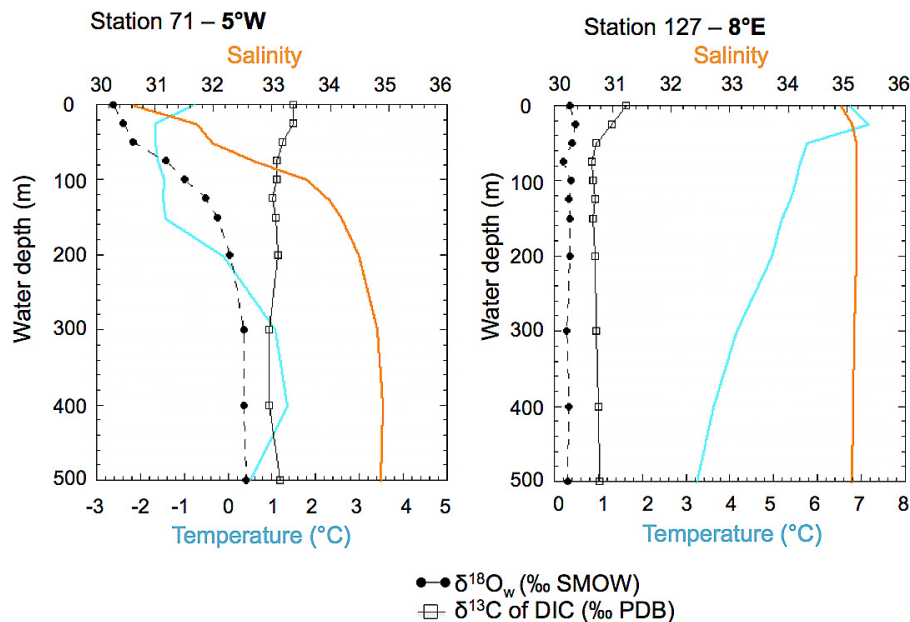 Station 71 – 5°W
Salinity
30 31 32 33 34 35 36
0
100
200
300
400
500
Water depth (m)
-3 -2 -1 0 1 2 3 4 5
Temperature (°C)
Station 127 – 8°E
Salinity
30 31 32 33 34 35 36
0
100
200
300
400
500
Water depth (m)
0 1 2 3 4 5 6 7 8
Temperature (°C)
δ¹⁸Ow (‰ SMOW)
δ¹³C of DIC (‰ PDB)